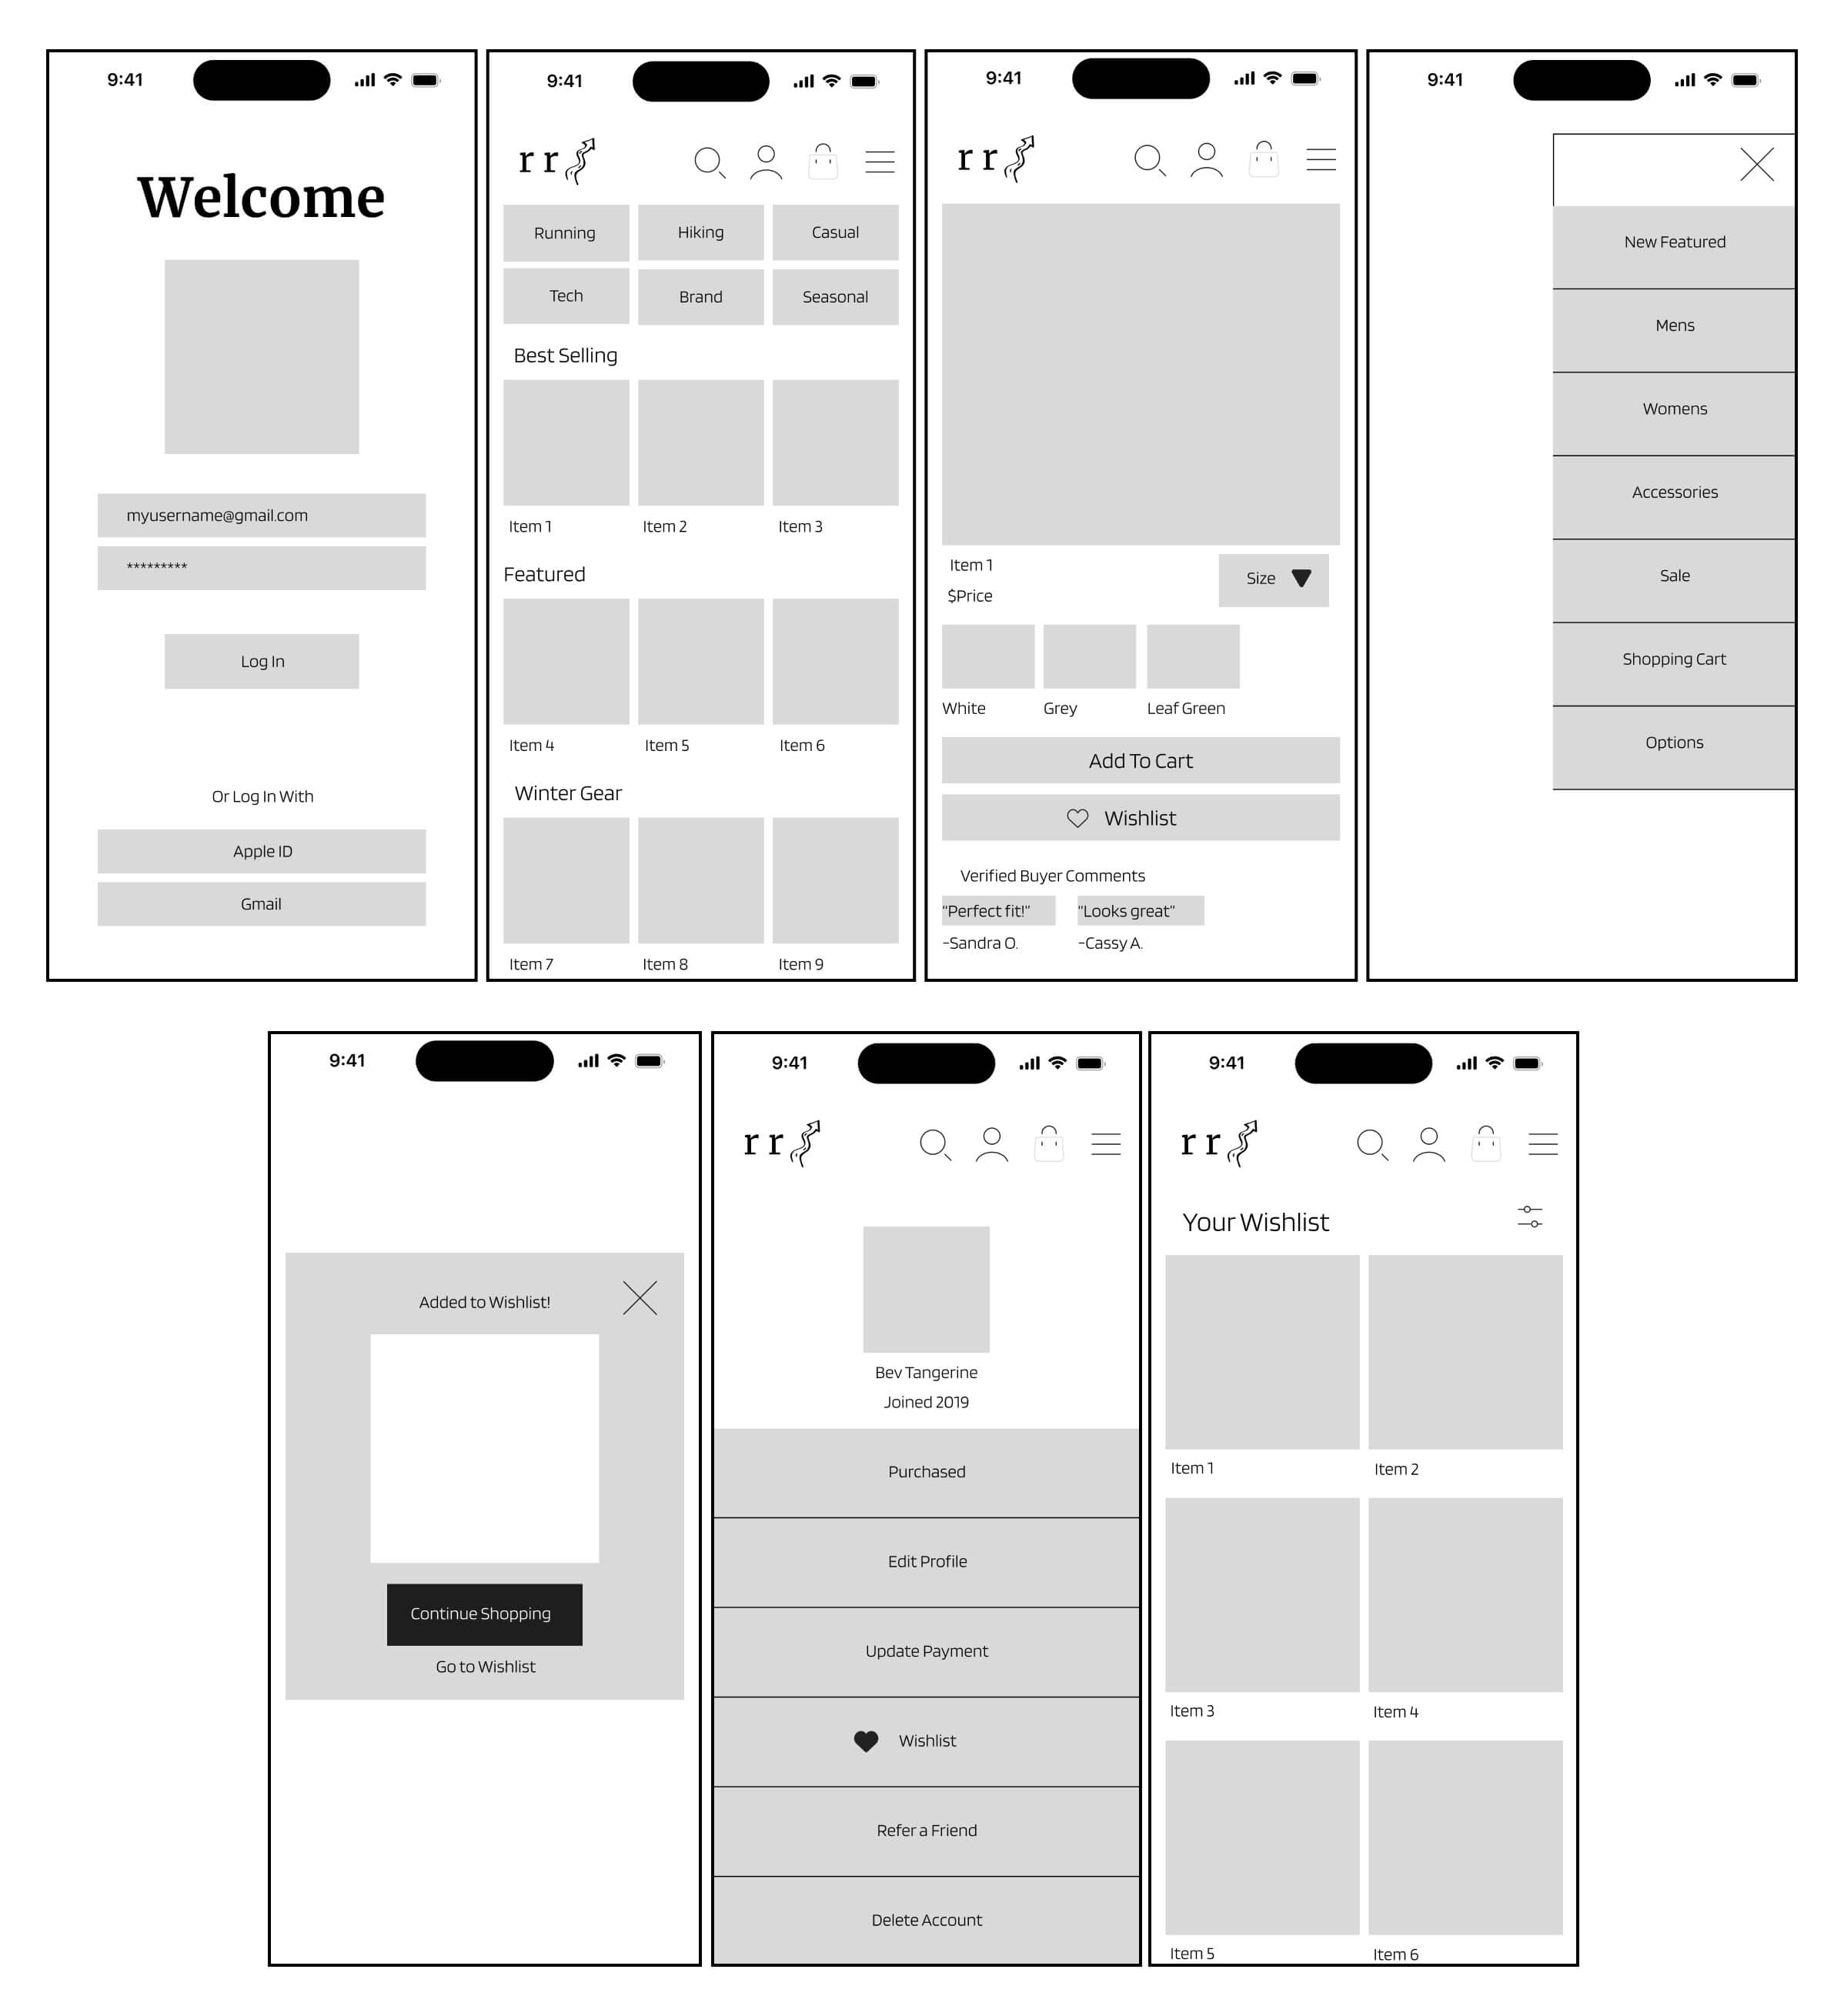 9:41
Welcome
myusername@gmail.com
*********
Log In
Or Log In With
Apple ID
Gmail
9:41
r r
Running Hiking Casual
Tech Brand Seasonal
Best Selling
Item 1 Item 2 Item 3
Featured
Item 4 Item 5 Item 6
Winter Gear
Item 7 Item 8 Item 9
9:41
r r
Item 1
$Price
Size
White Grey Leaf Green
Add To Cart
Wishlist
Verified Buyer Comments
“Perfect fit!” “Looks great”
-Sandra O. -Cassy A.
9:41
New Featured
Mens
Womens
Accessories
Sale
Shopping Cart
Options
9:41
Added to Wishlist!
Continue Shopping
Go to Wishlist
9:41
r r
Bev Tangerine
Joined 2019
Purchased
Edit Profile
Update Payment
Wishlist
Refer a Friend
Delete Account
9:41
r r
Your Wishlist
Item 1 Item 2
Item 3 Item 4
Item 5 Item 6